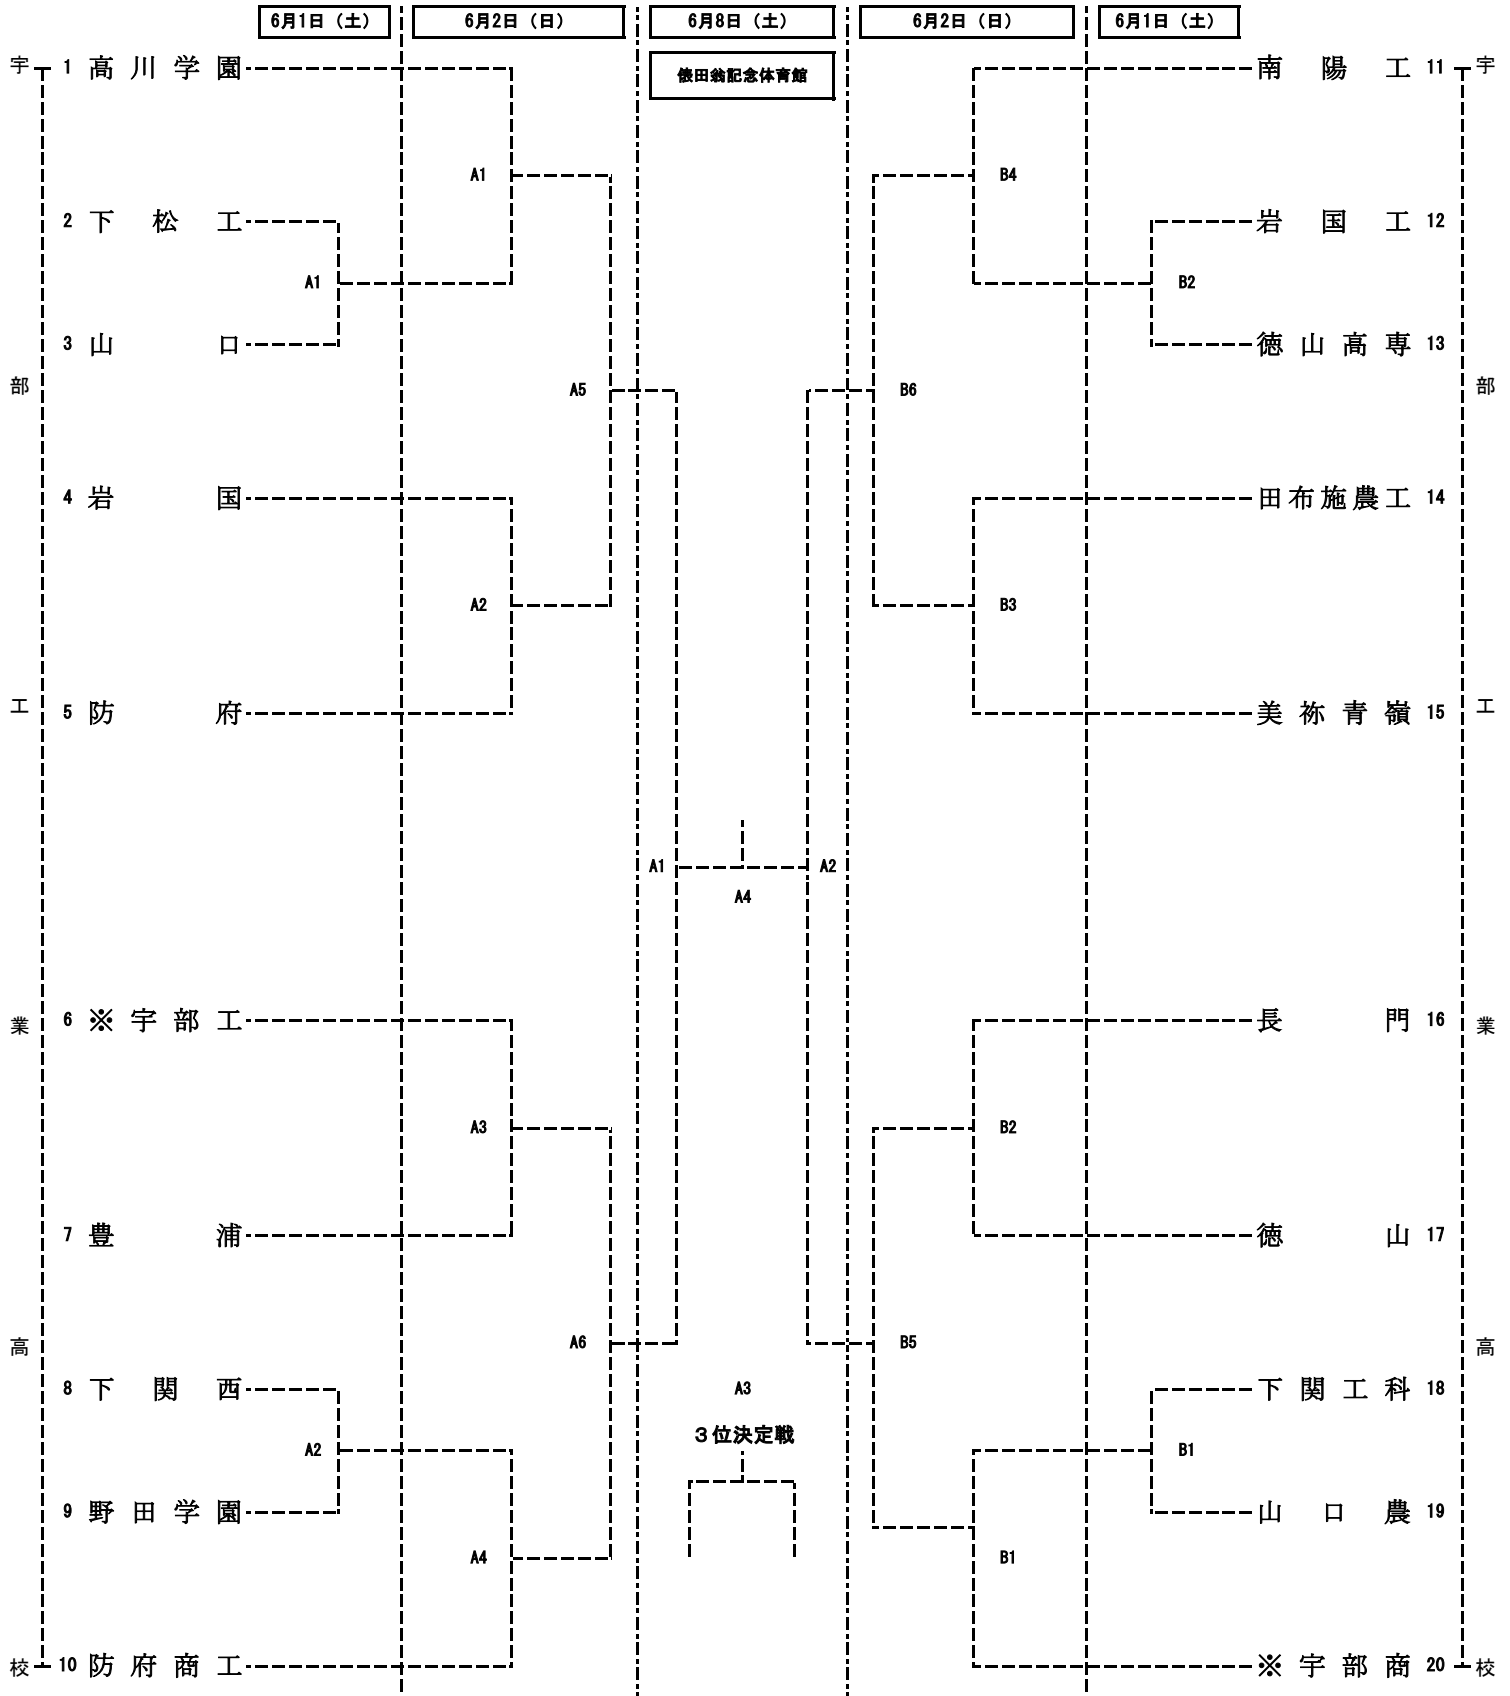 6月1日（土） 6月2日（日） 6月8日（土） 6月2日（日） 6月1日（土）
俵田翁記念体育館
宇部工業高校
宇部工業高校
1 高川学園
南陽工 11
A1
B4
2 下松工
岩国工 12
A1
B2
3 山口
徳山高専 13
A5
B6
4 岩国
田布施農工 14
A2
B3
5 防府
美祢青嶺 15
A1
A2
A4
6 ※宇部工
長門 16
A3
B2
7 豊浦
徳山 17
A6
B5
8 下関西
A3
下関工科 18
3位決定戦
A2
B1
9 野田学園
山口農 19
A4
B1
10 防府商工
※宇部商 20